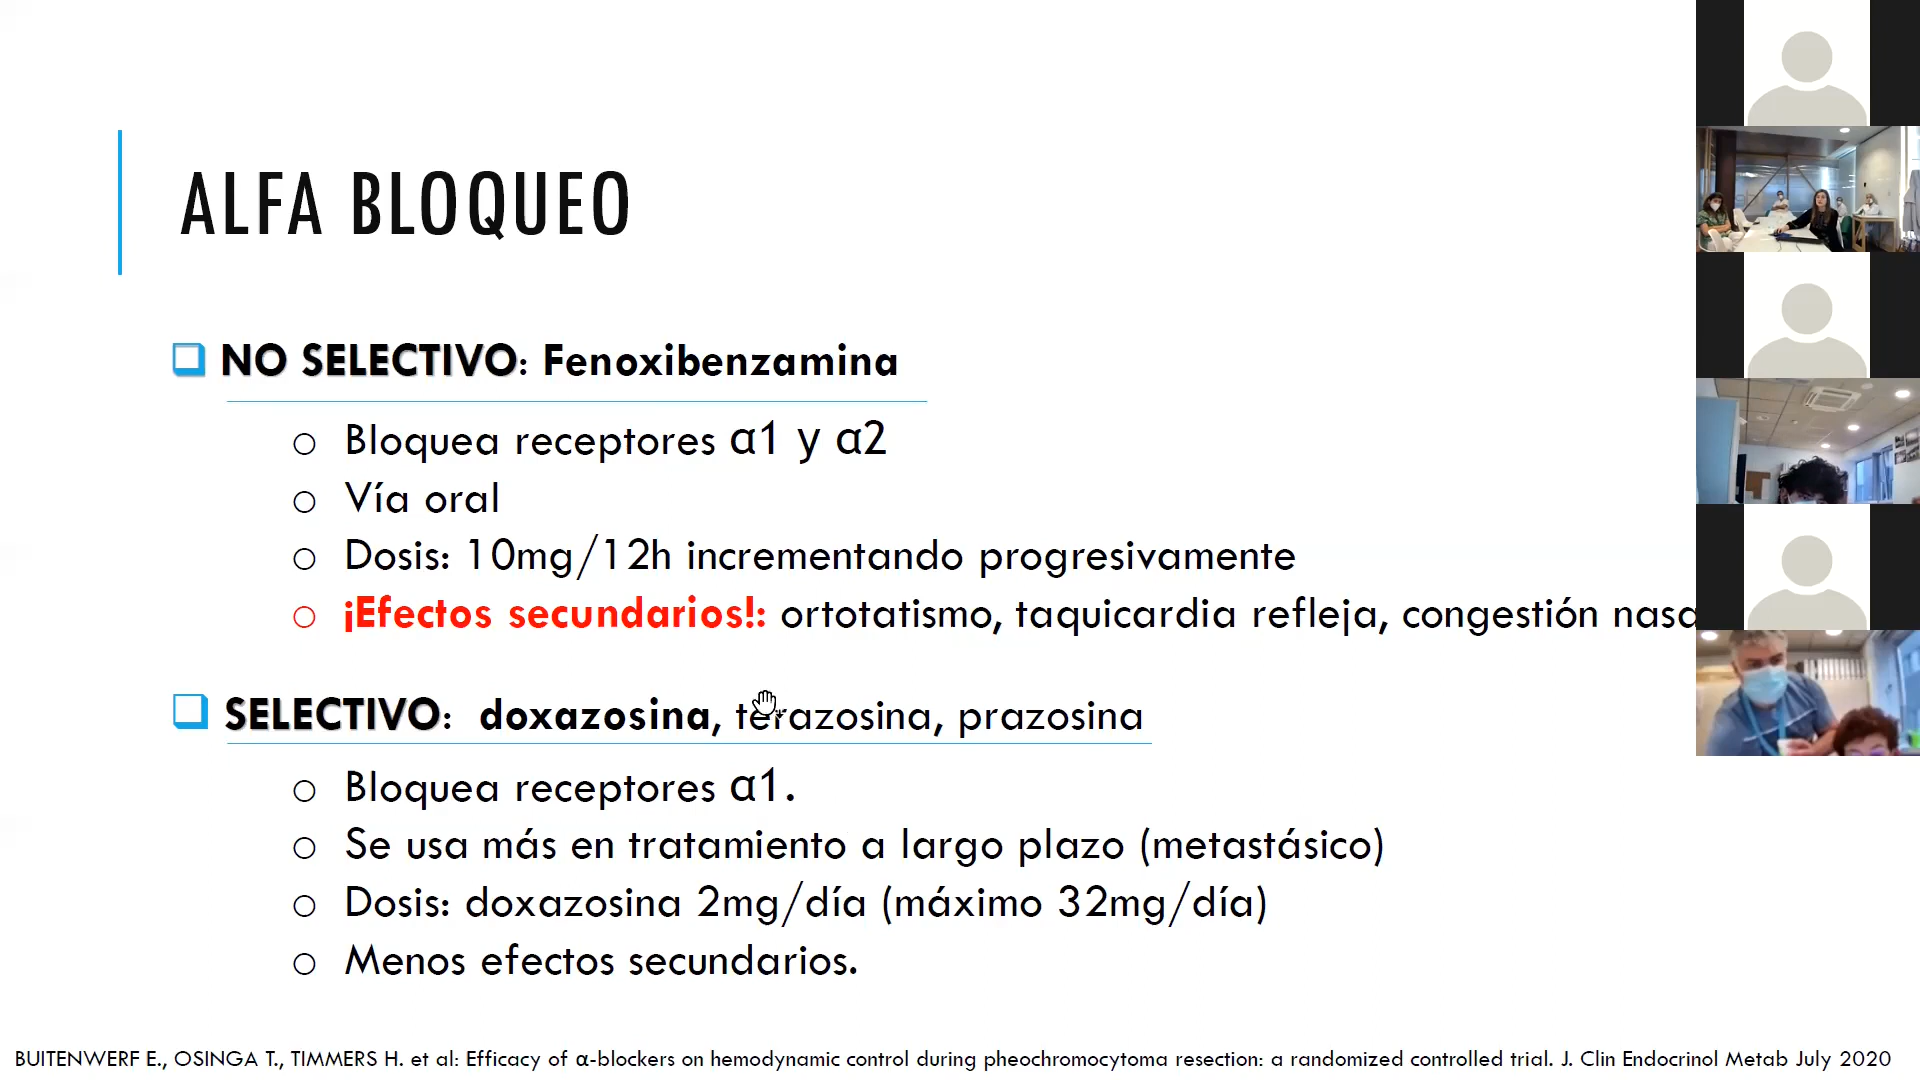 ALFA BLOQUEO
NO SELECTIVO: Fenoxibenzamina
Bloquea receptores α1 y α2
Vía oral
Dosis: 10mg/12h incrementando progresivamente
¡Efectos secundarios!: ortotatismo, taquicardia refleja, congestión nasa
SELECTIVO: doxazosina, terazosina, prazosina
Bloquea receptores α1.
Se usa más en tratamiento a largo plazo (metastásico)
Dosis: doxazosina 2mg/día (máximo 32mg/día)
Menos efectos secundarios.
BUITENWERF E., OSINGA T., TIMMERS H. et al: Efficacy of α-blockers on hemodynamic control during pheochromocytoma resection: a randomized controlled trial. J. Clin Endocrinol Metab July 2020